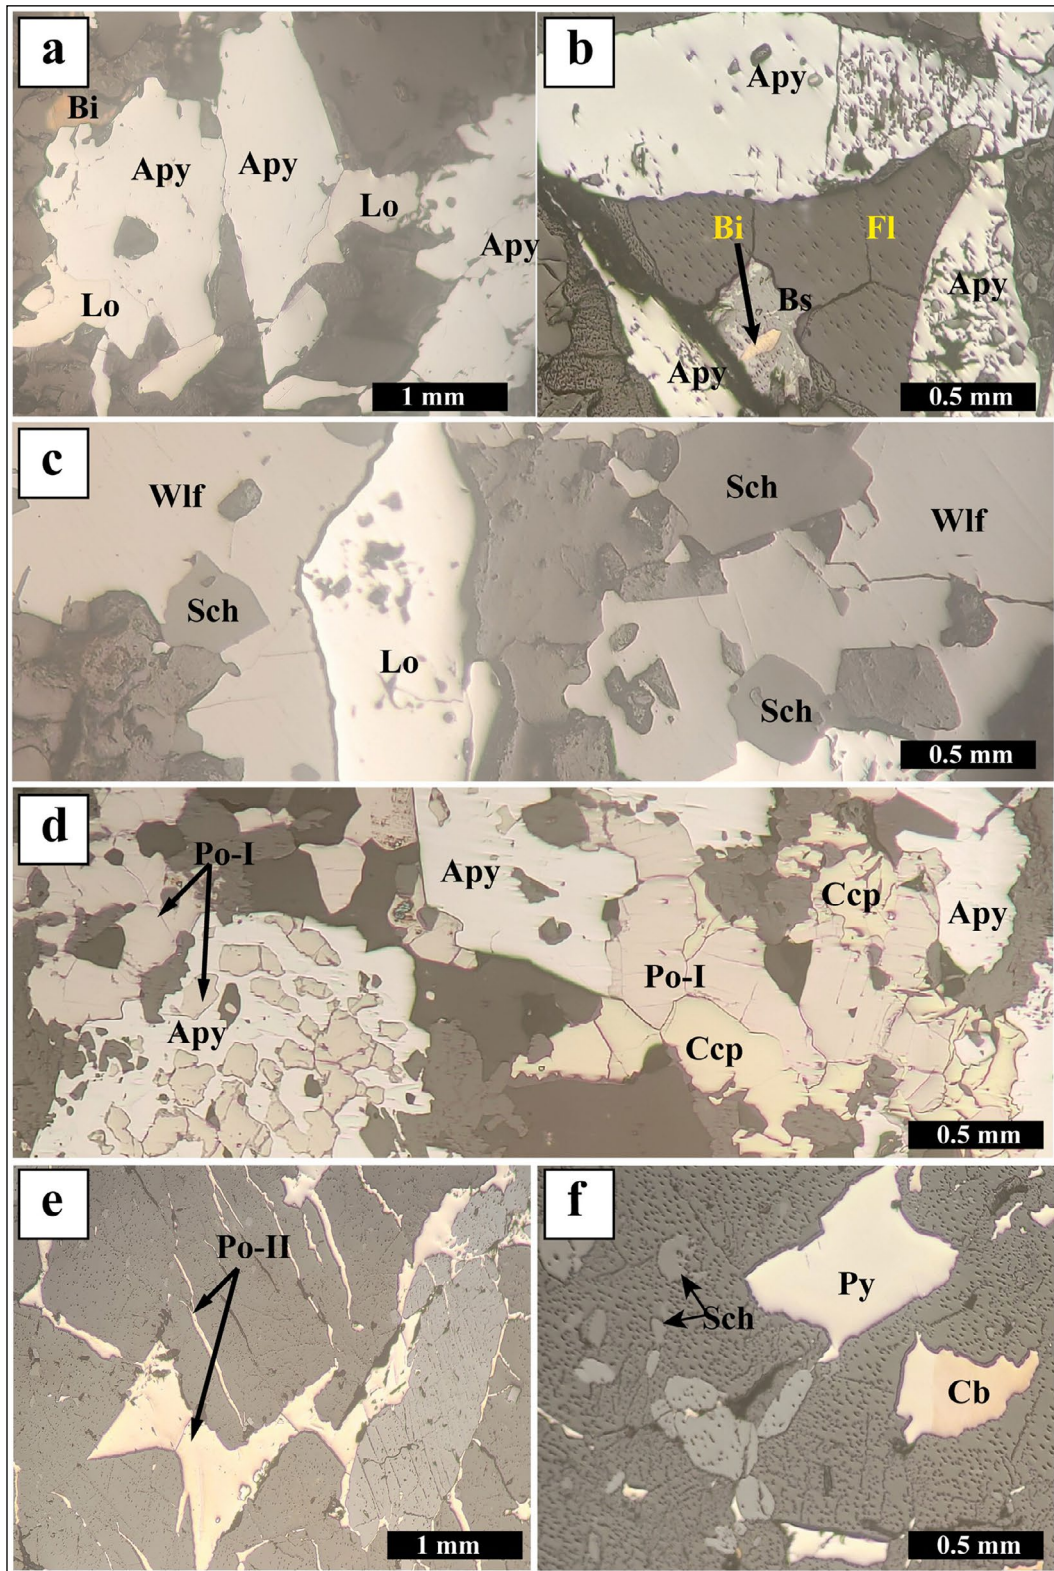 a
Bi
Apy
Apy
Lo
Apy
Lo
1 mm
b
Apy
Bi
Fl
Bs
Apy
Apy
0.5 mm
c
Wlf
Sch
Wlf
Sch
Lo
Sch
0.5 mm
d
Po-I
Apy
Ccp
Apy
Po-I
Apy
Ccp
0.5 mm
e
Po-II
1 mm
f
Py
Sch
Cb
0.5 mm